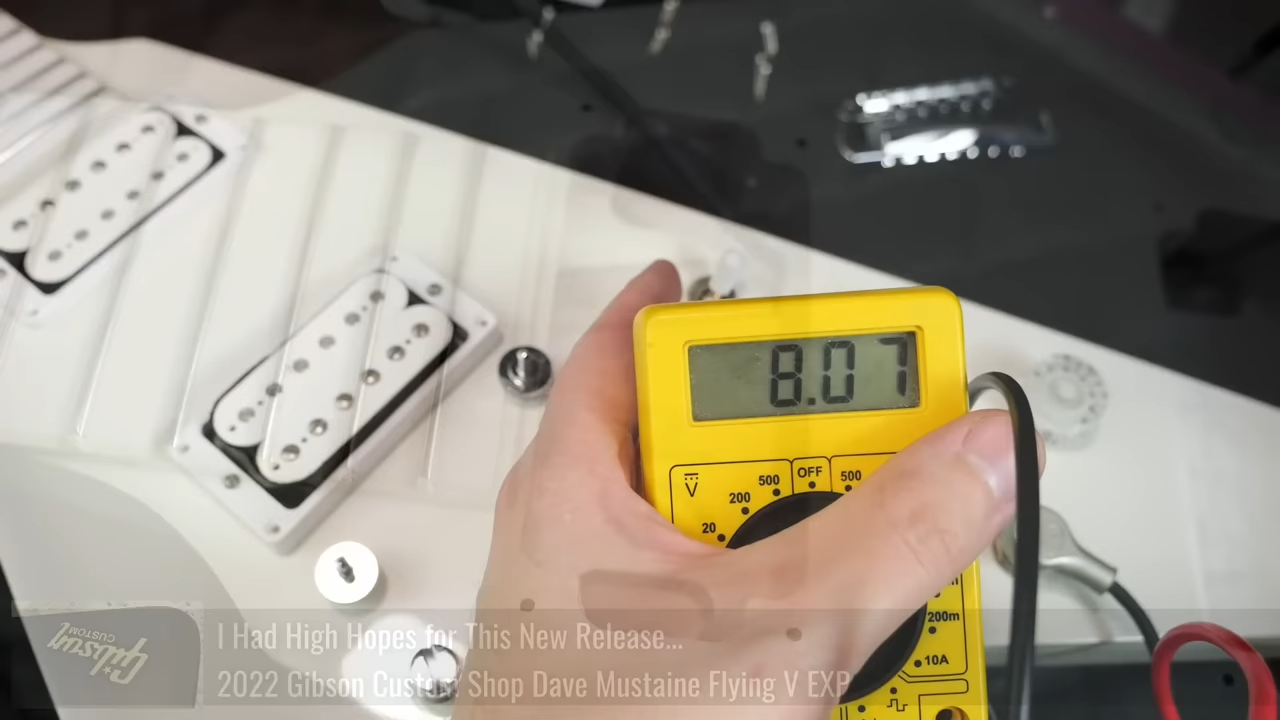 8.07
OFF
500
500
V
200
20
200m
10A
Gibson
CUSTOM
I Had High Hopes for This New Release...
2022 Gibson Custom Shop Dave Mustaine Flying V EXP